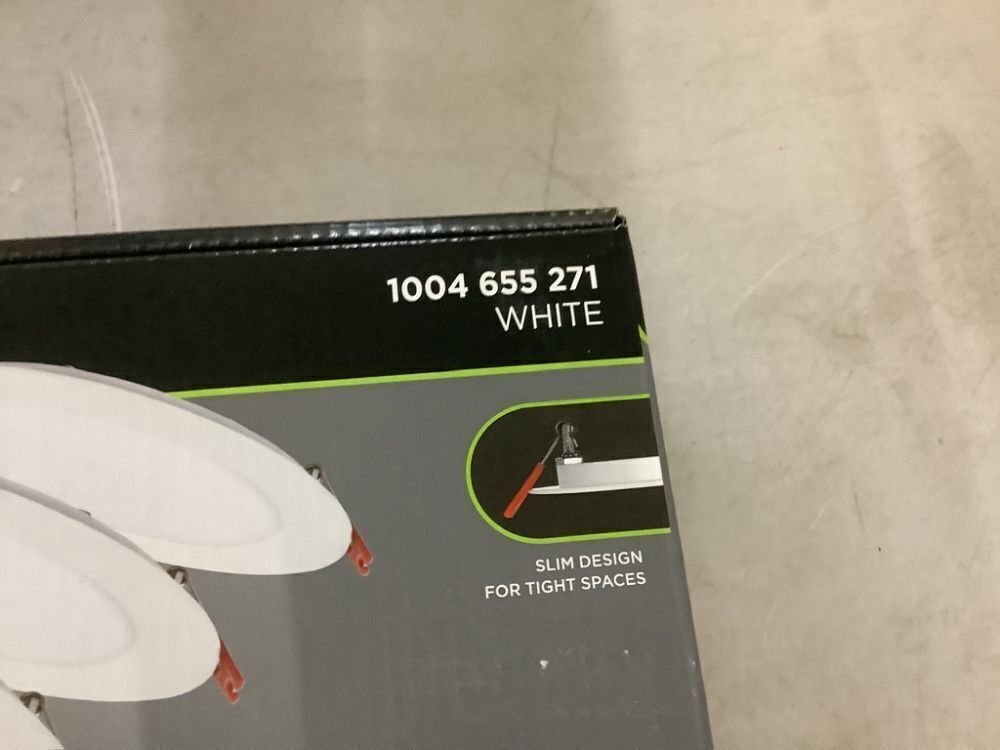 1004 655 271
WHITE
SLIM DESIGN
FOR TIGHT SPACES